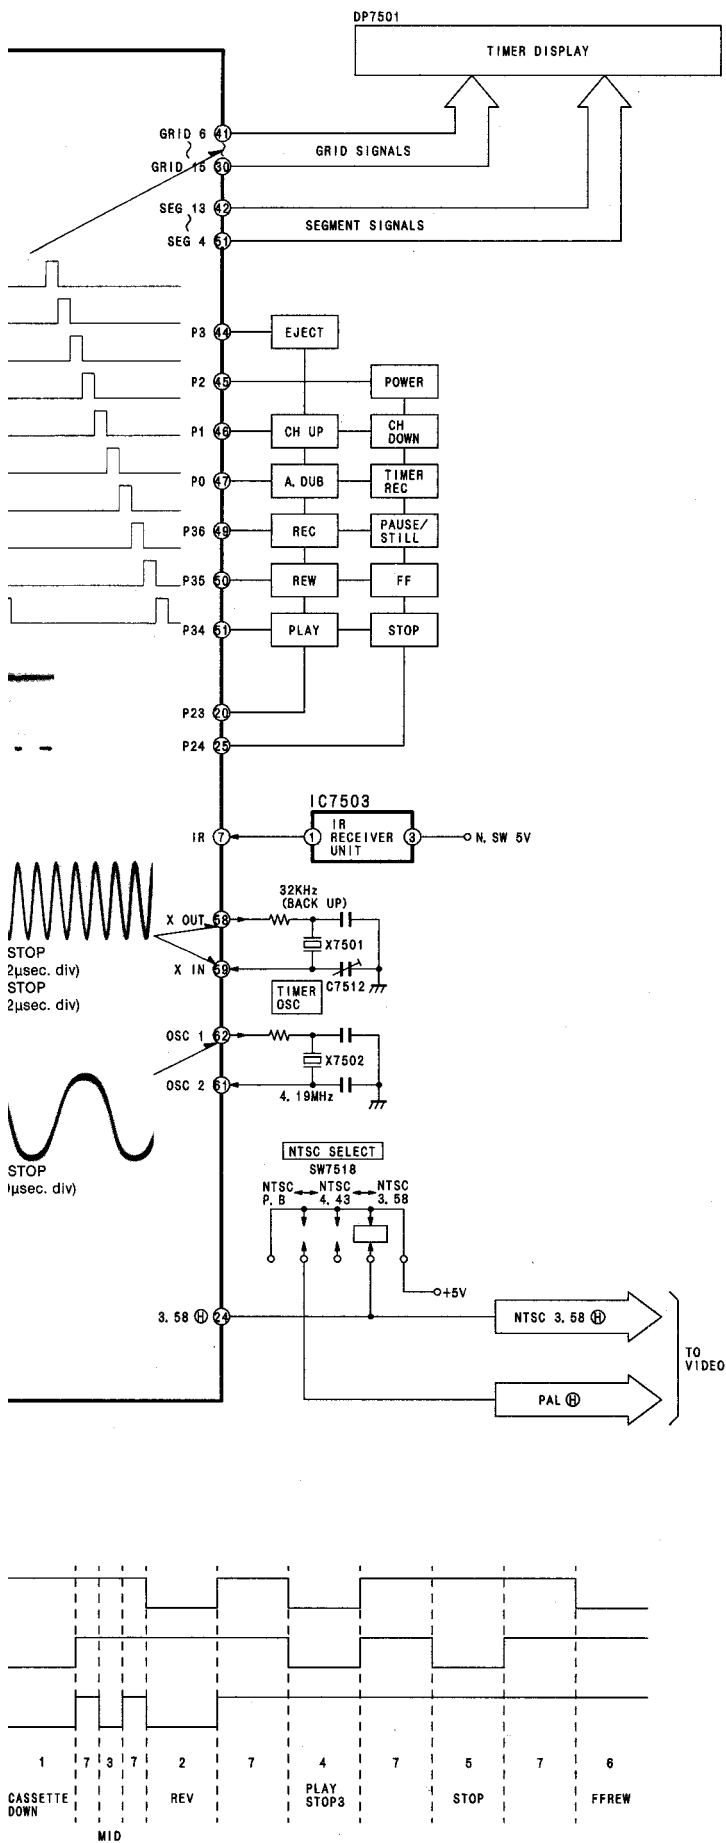 DP7501
TIMER DISPLAY
GRID 6 41
GRID SIGNALS
GRID 15 30
SEG 13 42
SEGMENT SIGNALS
SEG 4 51
P3 44 EJECT
P2 45 POWER
P1 46 CH UP CH DOWN
P0 47 A. DUB TIMER REC
P36 49 REC PAUSE/ STILL
P35 50 REW FF
P34 51 PLAY STOP
P23 20
P24 25
IC7503
IR 7 1 IR RECEIVER UNIT 3 N. SW 5V
32KHz
(BACK UP)
X OUT 58
X7501
STOP
2µsec. div)
STOP
2µsec. div)
X IN 59
C7512
TIMER
OSC
OSC 1 62
X7502
OSC 2 61
4. 19MHz
STOP
µsec. div)
NTSC SELECT
SW7518
NTSC NTSC NTSC
P. B 4. 43 3. 58
+5V
3. 58 H 24
NTSC 3. 58 H
TO
VIDEO
PAL H
1 7 3 7 2 7 4 7 5 7 6
CASSETTE
DOWN
MID
REV
PLAY
STOP3
STOP
FFREW